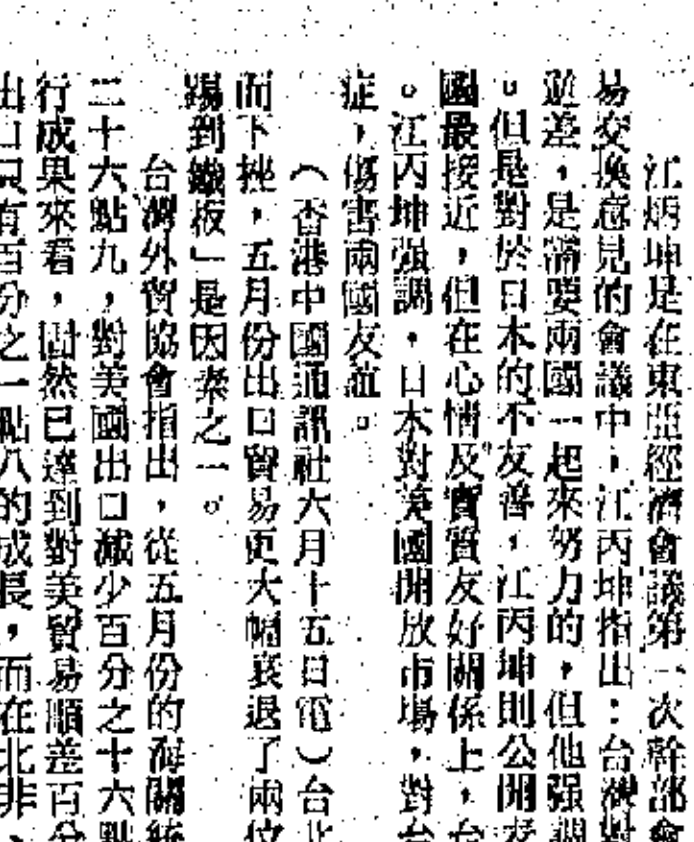 江炳坤是在東亞經濟會議第一次幹部會
易交換意見的會議中，江丙坤指出：台灣對
逆差，是需要兩國一起來努力的，但他强調
。但是對於日本的不友善，江丙坤則公開表
國最接近，但在心情及實質友好關係上，台
。江丙坤强調，日本對美國開放市場，對台
症，傷害兩國友誼。
（香港中國通訊社六月十五日電）台北
而下挫，五月份出口貿易更大幅衰退了兩位
踢到鐵板」是因素之一。
台灣外貿協會指出，從五月份的海關統
二十六點九，對美國出口減少百分之十六點
行成果來看，固然已達到對美貿易順差百分
出口只有百分之一點八的成長，而在北非、